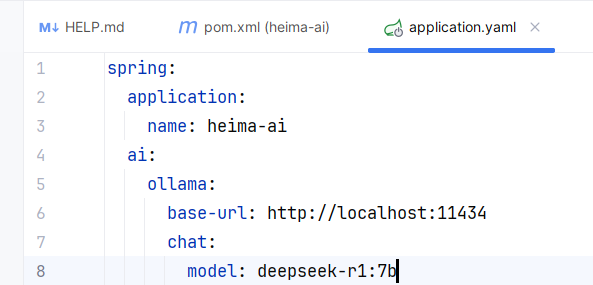 M↓ HELP.md m pom.xml (heima-ai) application.yaml ×
1 spring:
2 application:
3 name: heima-ai
4 ai:
5 ollama:
6 base-url: http://localhost:11434
7 chat:
8 model: deepseek-r1:7b